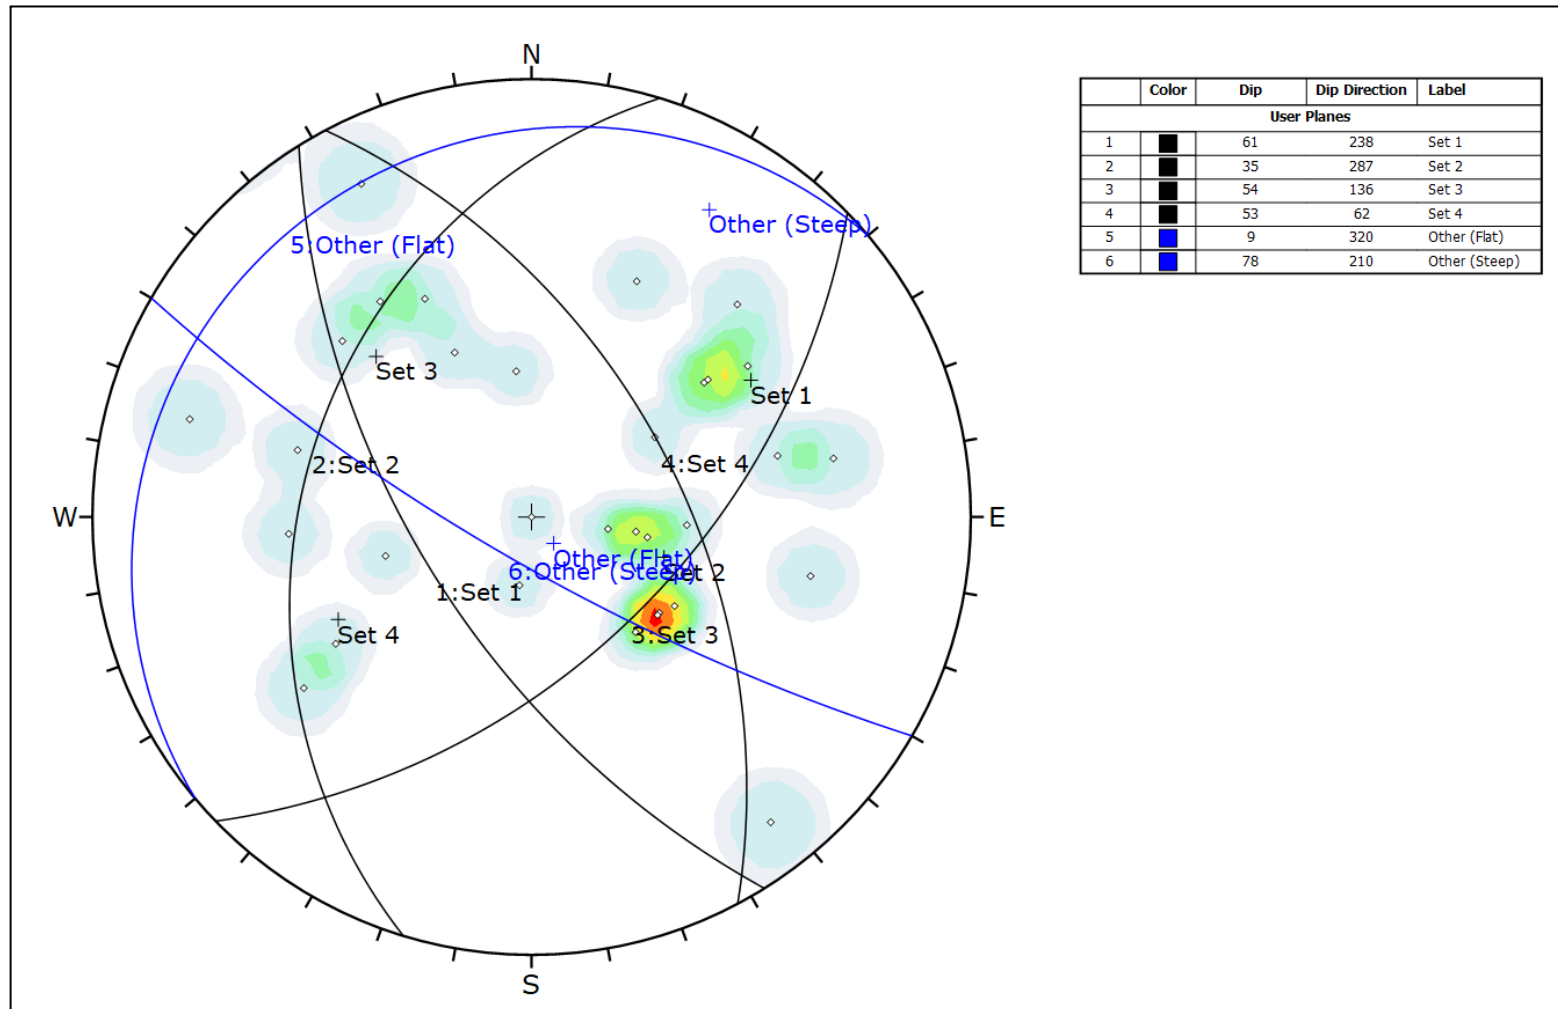 N
Color Dip Dip Direction Label
User Planes
1 61 238 Set 1
2 35 287 Set 2
3 54 136 Set 3
4 53 62 Set 4
5 9 320 Other (Flat)
6 78 210 Other (Steep)
Other (Steep)
5:Other (Flat)
Set 3
Set 1
2:Set 2
4:Set 4
W
E
Other (Flat)
6:Other (Steep)
Set 2
1:Set 1
Set 4
3:Set 3
S